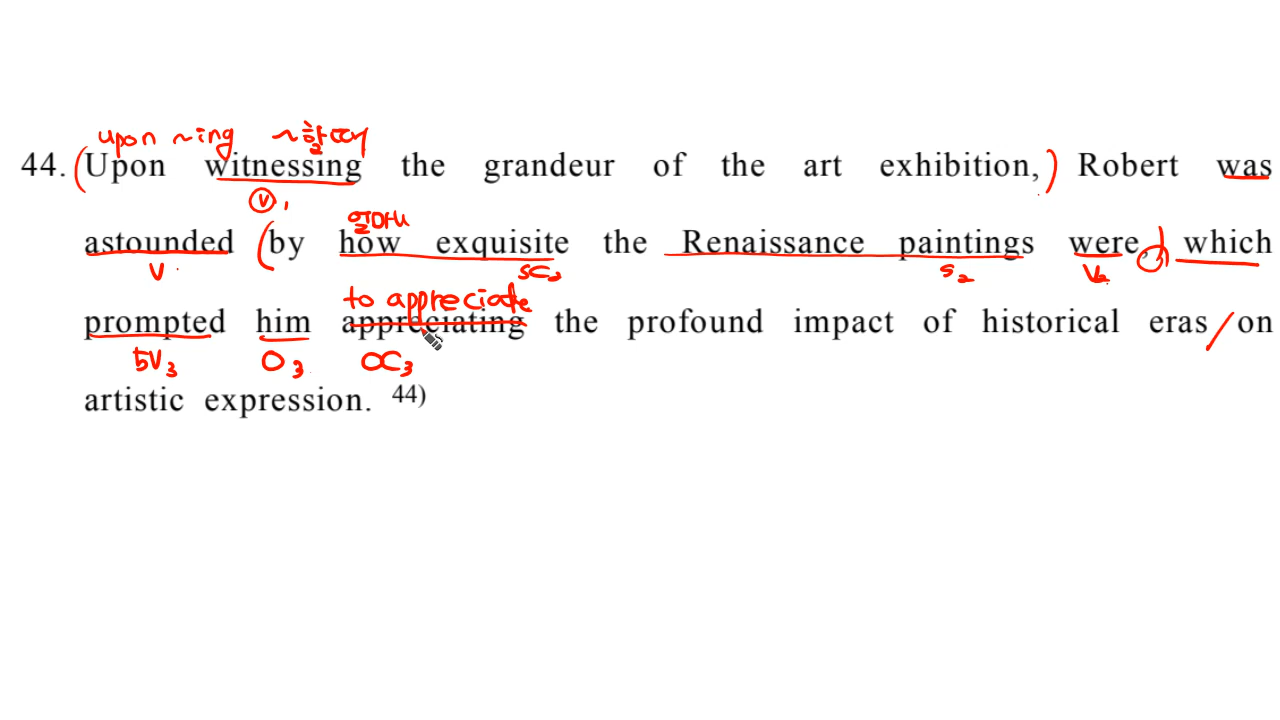 upon ~ing ~할 때
44. (Upon witnessing the grandeur of the art exhibition,) Robert was
V₁ 얼마나
astounded (by how exquisite the Renaissance paintings were,) which
V SC₂ S₂ V₂
to appreciate
prompted him appreciating the profound impact of historical eras / on
5V₃ O₃ OC₃
artistic expression. 44)